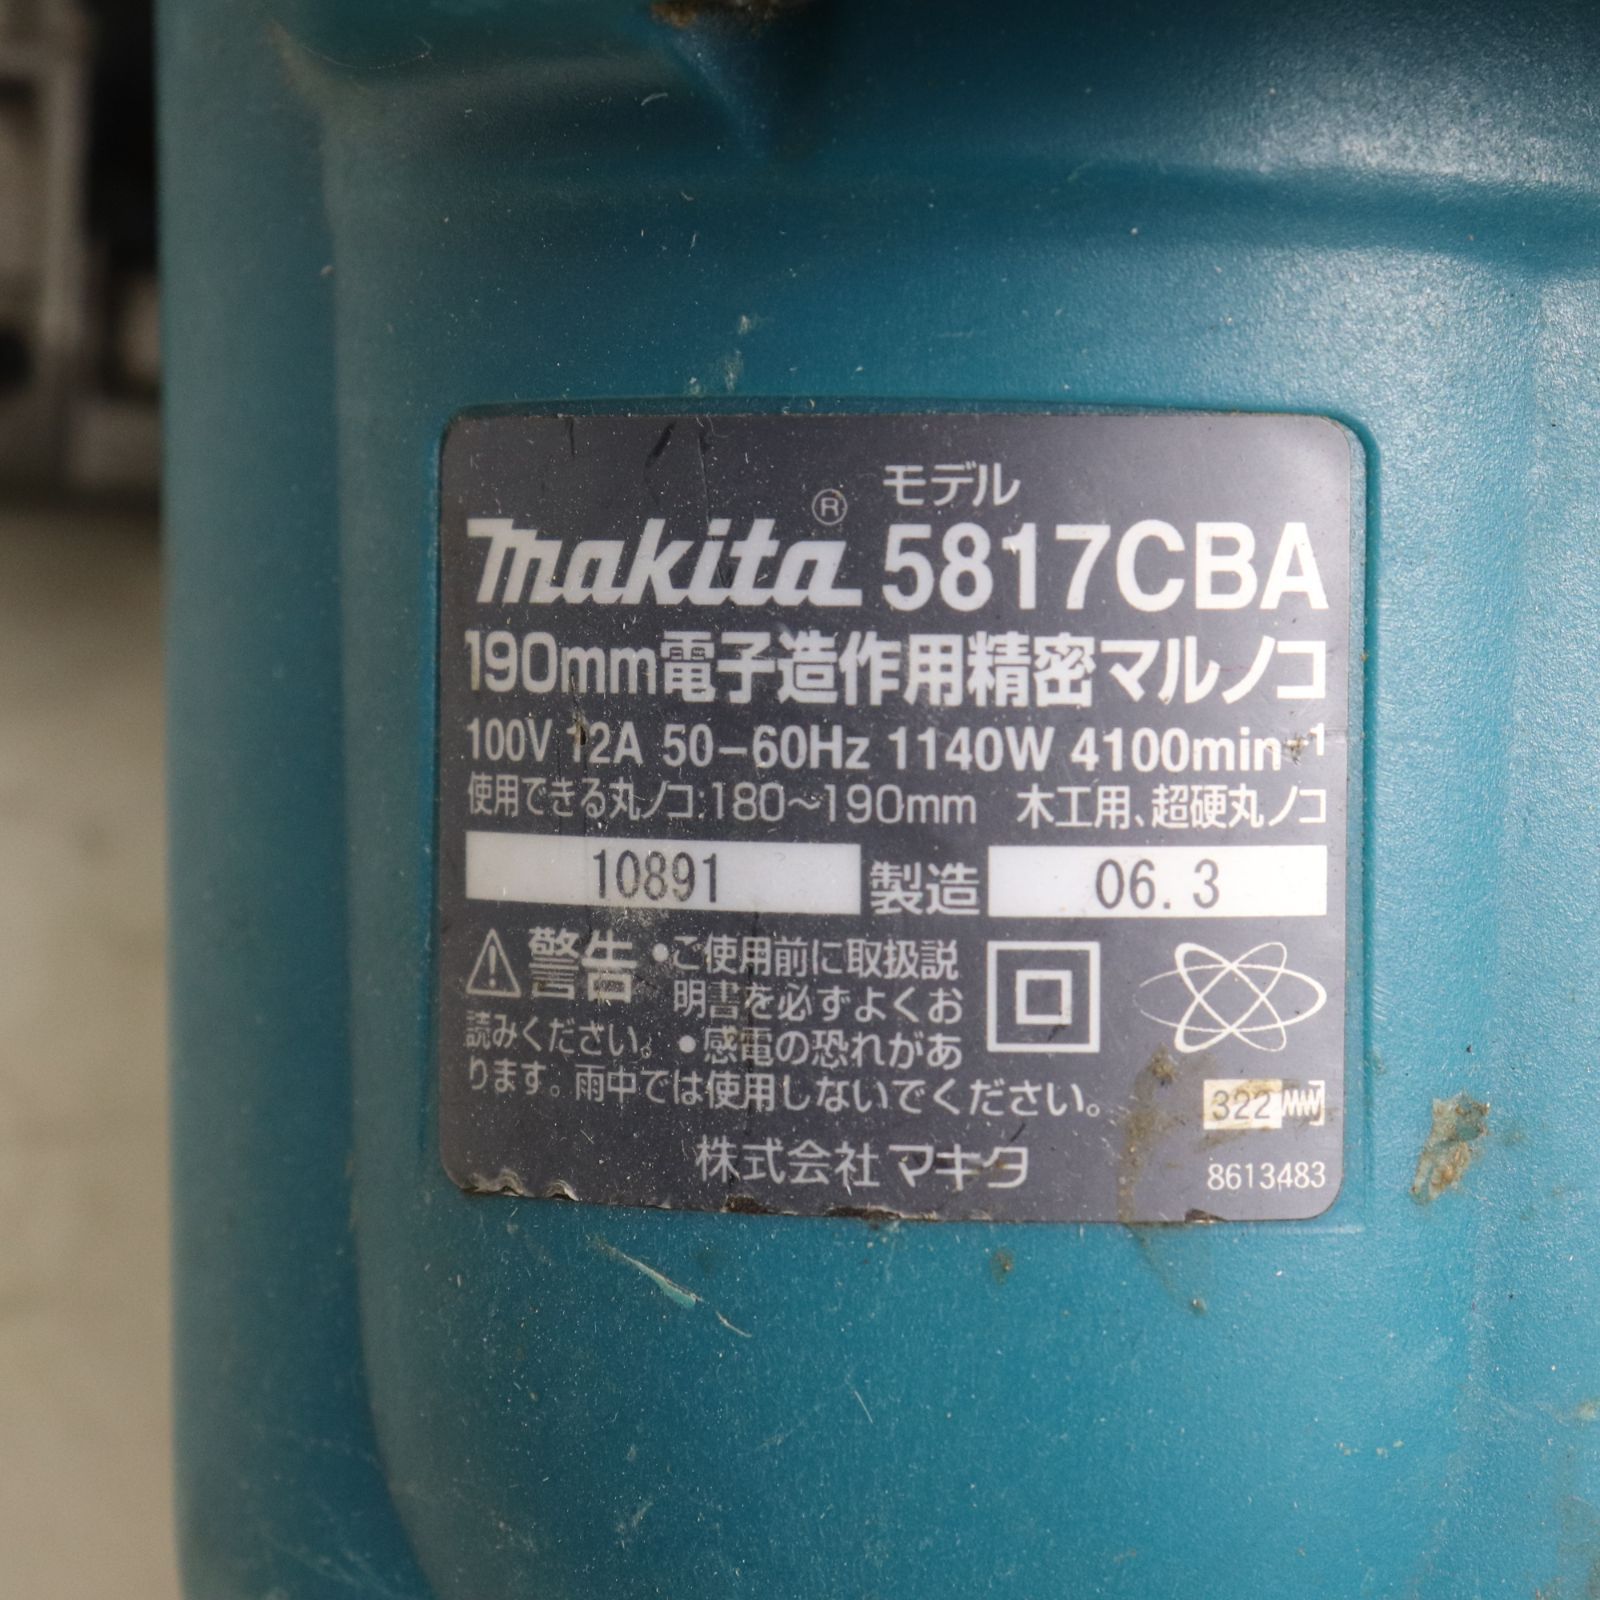 モデル
makita® 5817CBA
190mm電子造作用精密マルノコ
100V 12A 50-60Hz 1140W 4100min⁻¹
使用できる丸ノコ:180～190mm 木工用、超硬丸ノコ
10891 製造 06.3
警告 •ご使用前に取扱説
明書を必ずよくお
読みください。•感電の恐れがあ
ります。雨中では使用しないでください。
322
株式会社マキタ 8613483